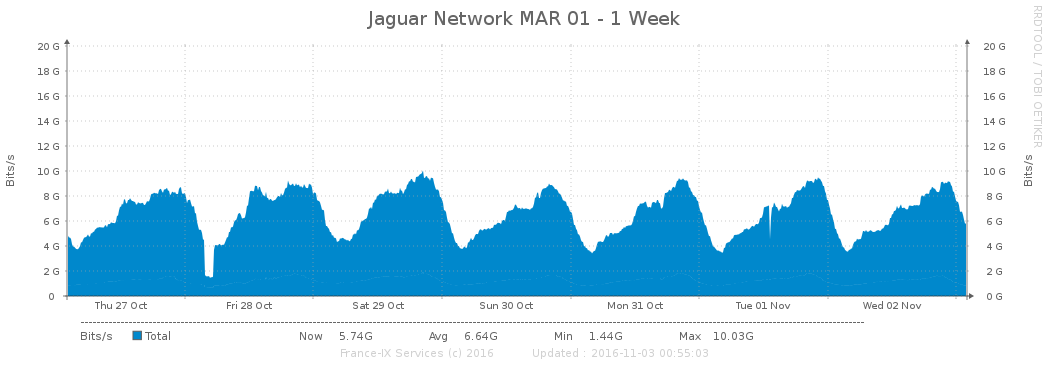 Jaguar Network MAR 01 - 1 Week
RRDTOOL / TOBI OETIKER
Bits/s
20 G 20 G
18 G 18 G
16 G 16 G
14 G 14 G
12 G 12 G
10 G 10 G
8 G 8 G
6 G 6 G
4 G 4 G
2 G 2 G
0 0 G
Bits/s
Thu 27 Oct Fri 28 Oct Sat 29 Oct Sun 30 Oct Mon 31 Oct Tue 01 Nov Wed 02 Nov
Bits/s Total Now 5.74G Avg 6.64G Min 1.44G Max 10.03G
France-IX Services (c) 2016 Updated : 2016-11-03 00:55:03